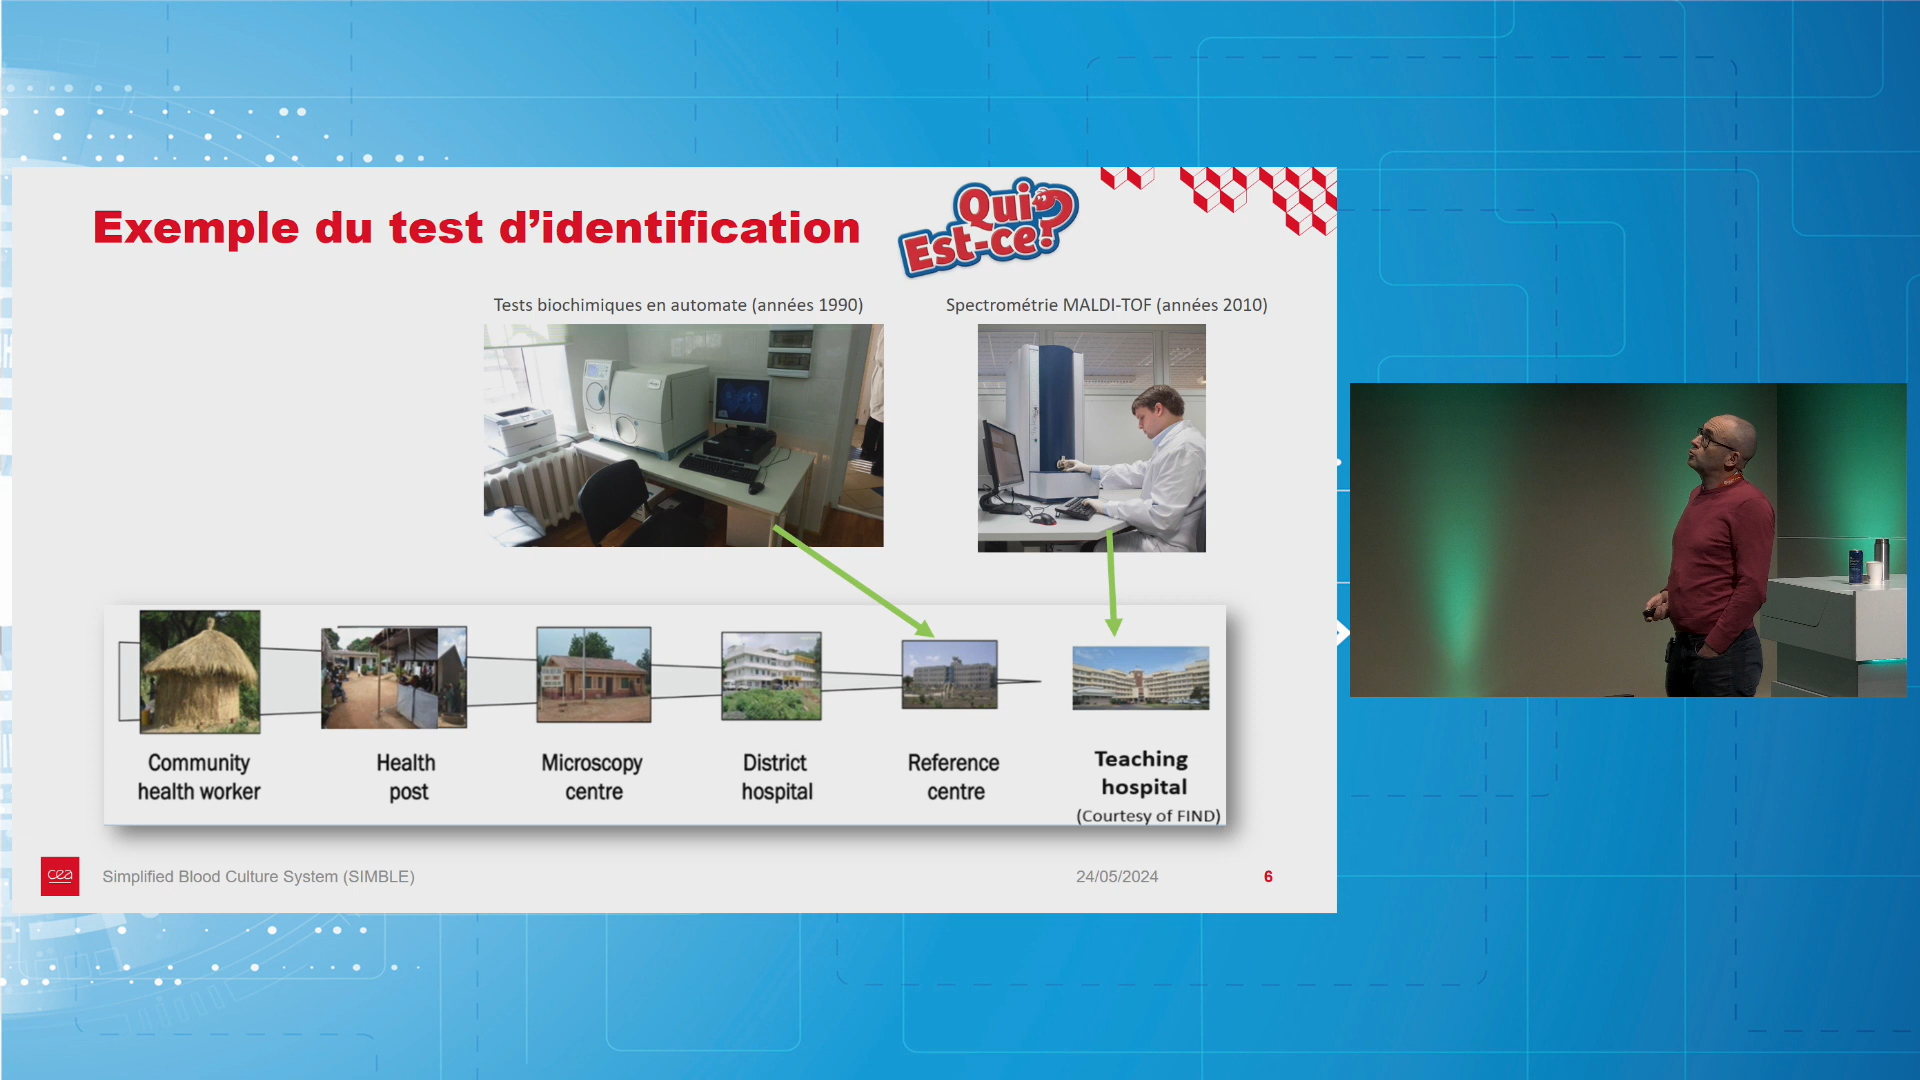 Exemple du test d’identification
Qui
Est-ce?
Tests biochimiques en automate (années 1990)
Spectrométrie MALDI-TOF (années 2010)
Community
health worker
Health
post
Microscopy
centre
District
hospital
Reference
centre
Teaching
hospital
(Courtesy of FIND)
cea
Simplified Blood Culture System (SIMBLE)
24/05/2024
6